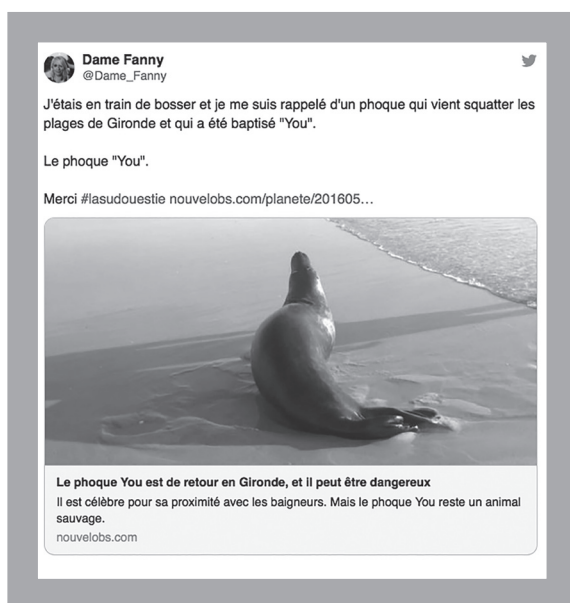 Dame Fanny
@Dame_Fanny
J'étais en train de bosser et je me suis rappelé d'un phoque qui vient squatter les
plages de Gironde et qui a été baptisé "You".
Le phoque "You".
Merci #lasudouestie nouvelobs.com/planete/201605…
Le phoque You est de retour en Gironde, et il peut être dangereux
Il est célèbre pour sa proximité avec les baigneurs. Mais le phoque You reste un animal
sauvage.
nouvelobs.com